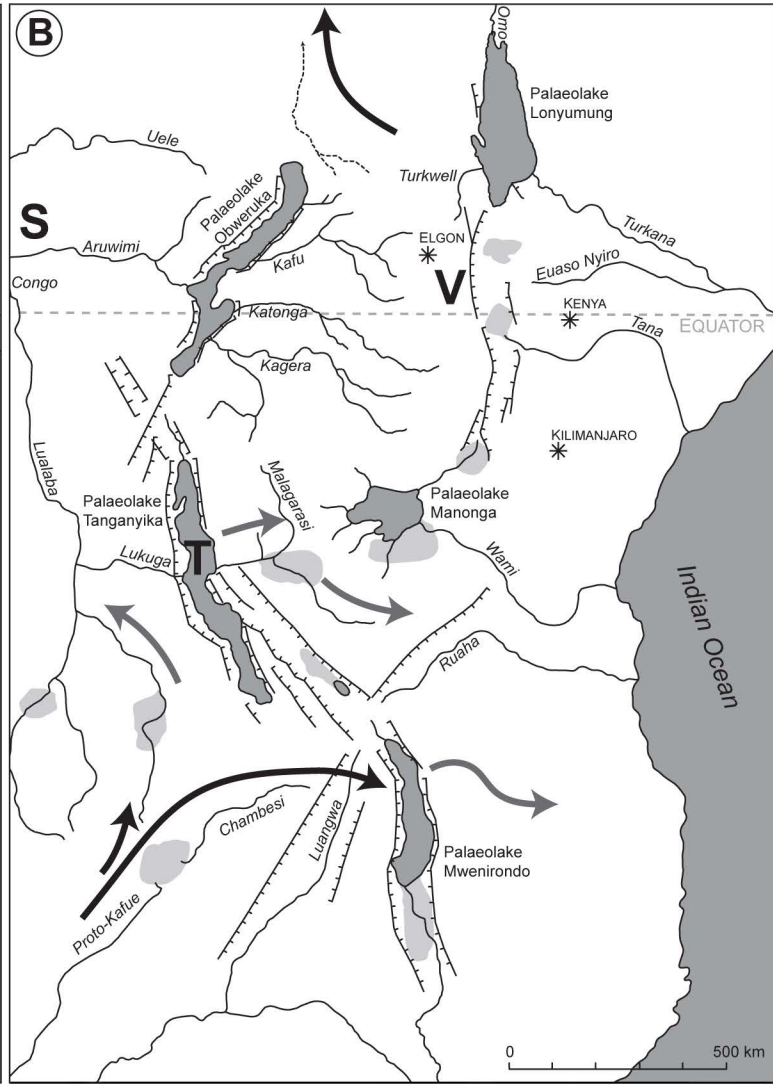 B
Omo
Palaeolake
Lonyumung
Uele
Turkwell
Palaeolake
Obweruka
S
Turkana
ELGON
Aruwimi
Kafu
Euaso Nyiro
V
Congo
KENYA
Katonga
Tana
EQUATOR
Kagera
KILIMANJARO
Lualaba
Malagarasi
Palaeolake
Manonga
Palaeolake
Tanganyika
T
Lukuga
Wami
Indian Ocean
Ruaha
Chambesi
Luangwa
Palaeolake
Mwenirondo
Proto-Kafue
0 500 km